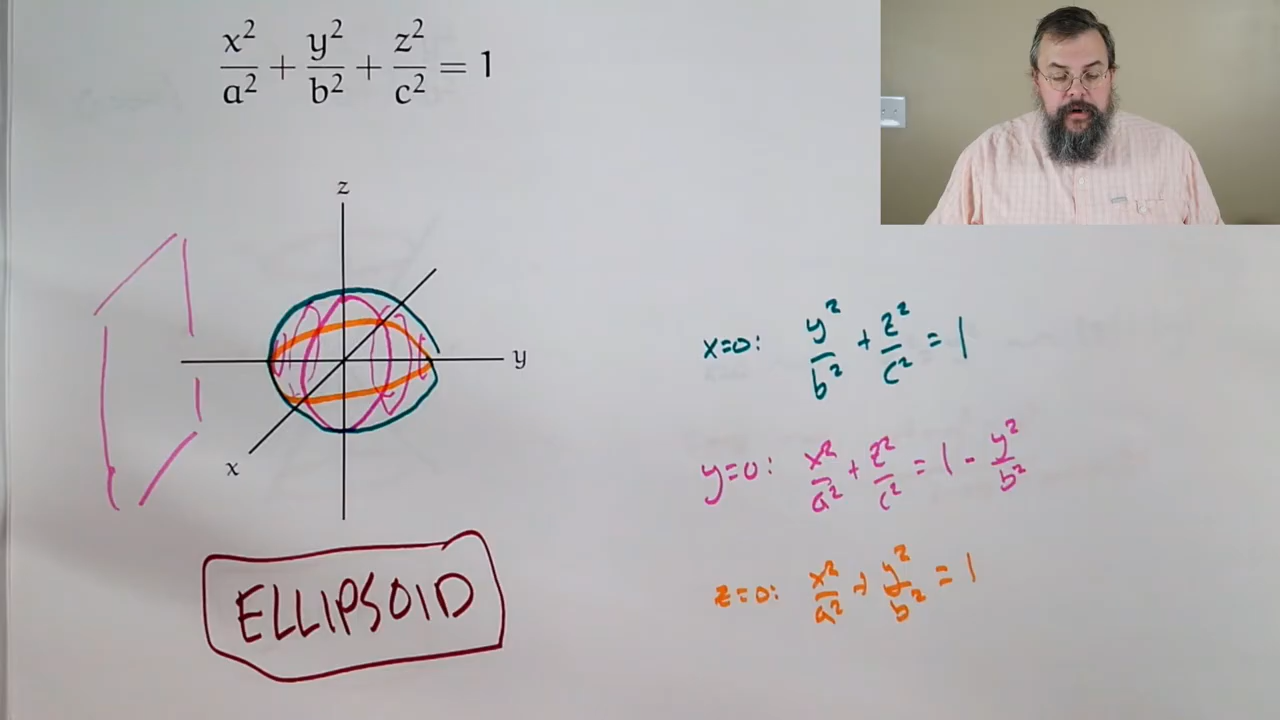 x²/a² + y²/b² + z²/c² = 1
z
y
x
x=0: y²/b² + z²/c² = 1
y=0: x²/a² + z²/c² = 1 - y²/b²
z=0: x²/a² + y²/b² = 1
ELLIPSOID